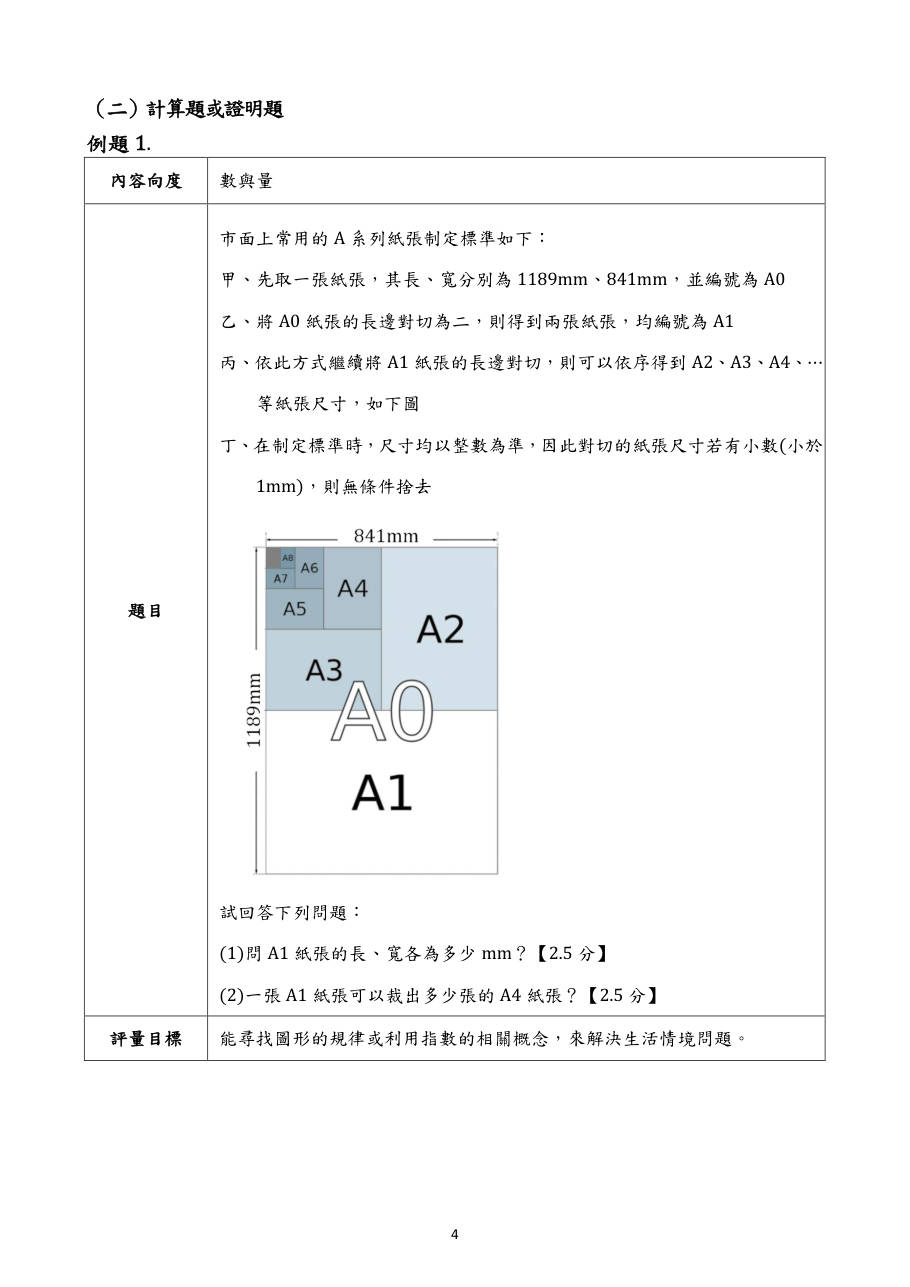 （二）計算題或證明題
例題 1.
內容向度 數與量
題目
市面上常用的 A 系列紙張制定標準如下：
甲、先取一張紙張，其長、寬分別為 1189mm、841mm，並編號為 A0
乙、將 A0 紙張的長邊對切為二，則得到兩張紙張，均編號為 A1
丙、依此方式繼續將 A1 紙張的長邊對切，則可以依序得到 A2、A3、A4、…
等紙張尺寸，如下圖
丁、在制定標準時，尺寸均以整數為準，因此對切的紙張尺寸若有小數(小於
1mm)，則無條件捨去
841mm
1189mm
A8
A7
A6
A5
A4
A3
A2
A0
A1
試回答下列問題：
(1)問 A1 紙張的長、寬各為多少 mm？【2.5 分】
(2)一張 A1 紙張可以裁出多少張的 A4 紙張？【2.5 分】
評量目標 能尋找圖形的規律或利用指數的相關概念，來解決生活情境問題。
4